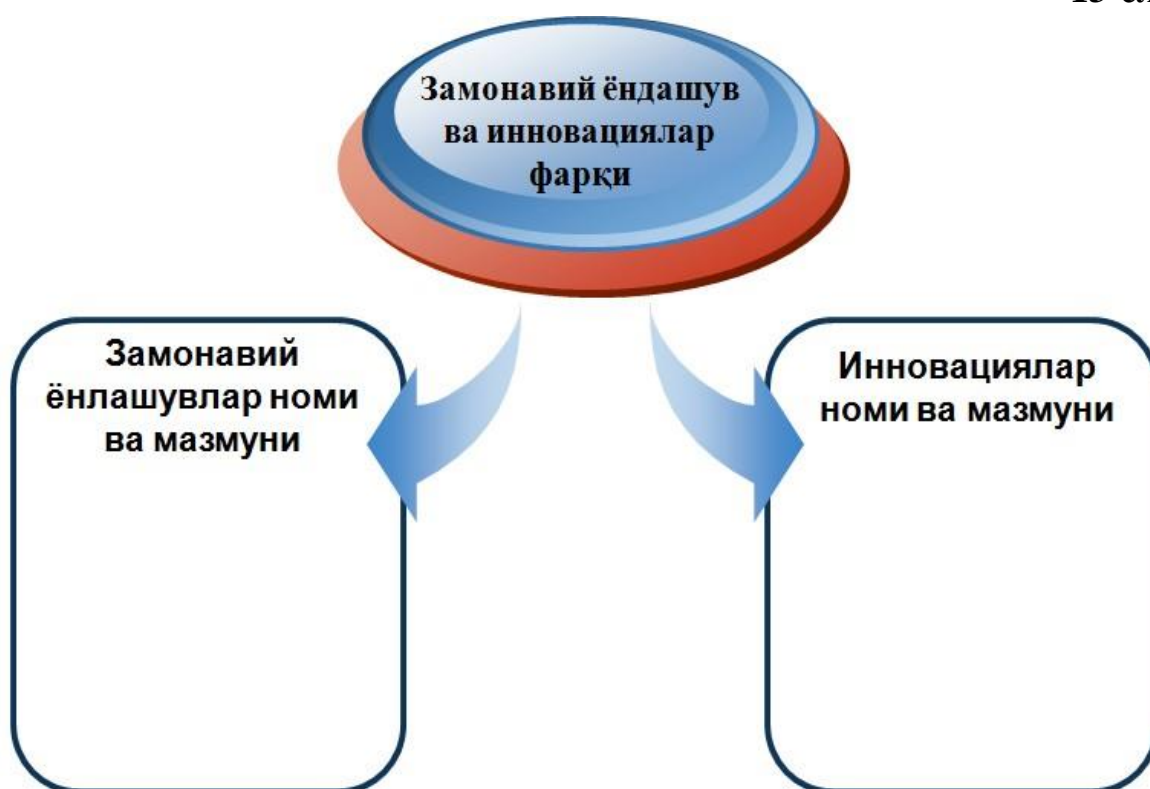 Замонавий ёндашув
ва инновациялар
фарқи
Замонавий
ёнлашувлар номи
ва мазмуни
Инновациялар
номи ва мазмуни